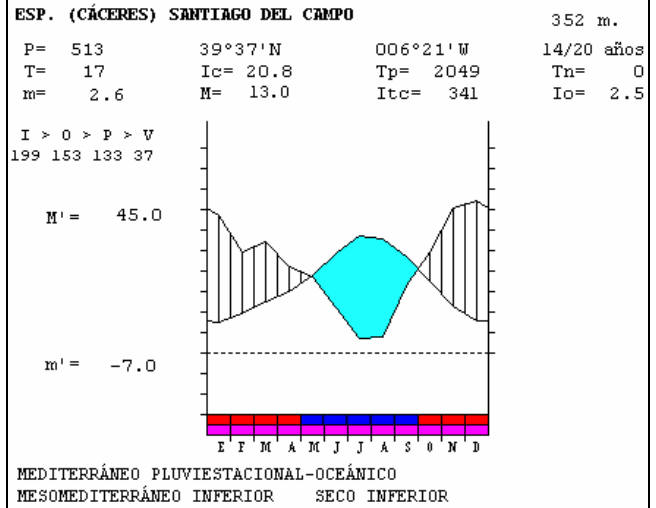 ESP. (CÁCERES) SANTIAGO DEL CAMPO 352 m.
P= 513 39°37'N 006°21'W 14/20 años
T= 17 Ic= 20.8 Tp= 2049 Tn= 0
m= 2.6 M= 13.0 Itc= 341 Io= 2.5
I > O > P > V
199 153 133 37
M'= 45.0
m'= -7.0
E F M A M J J A S O N D
MEDITERRÁNEO PLUVIESTACIONAL-OCEÁNICO
MESOMEDITERRÁNEO INFERIOR SECO INFERIOR